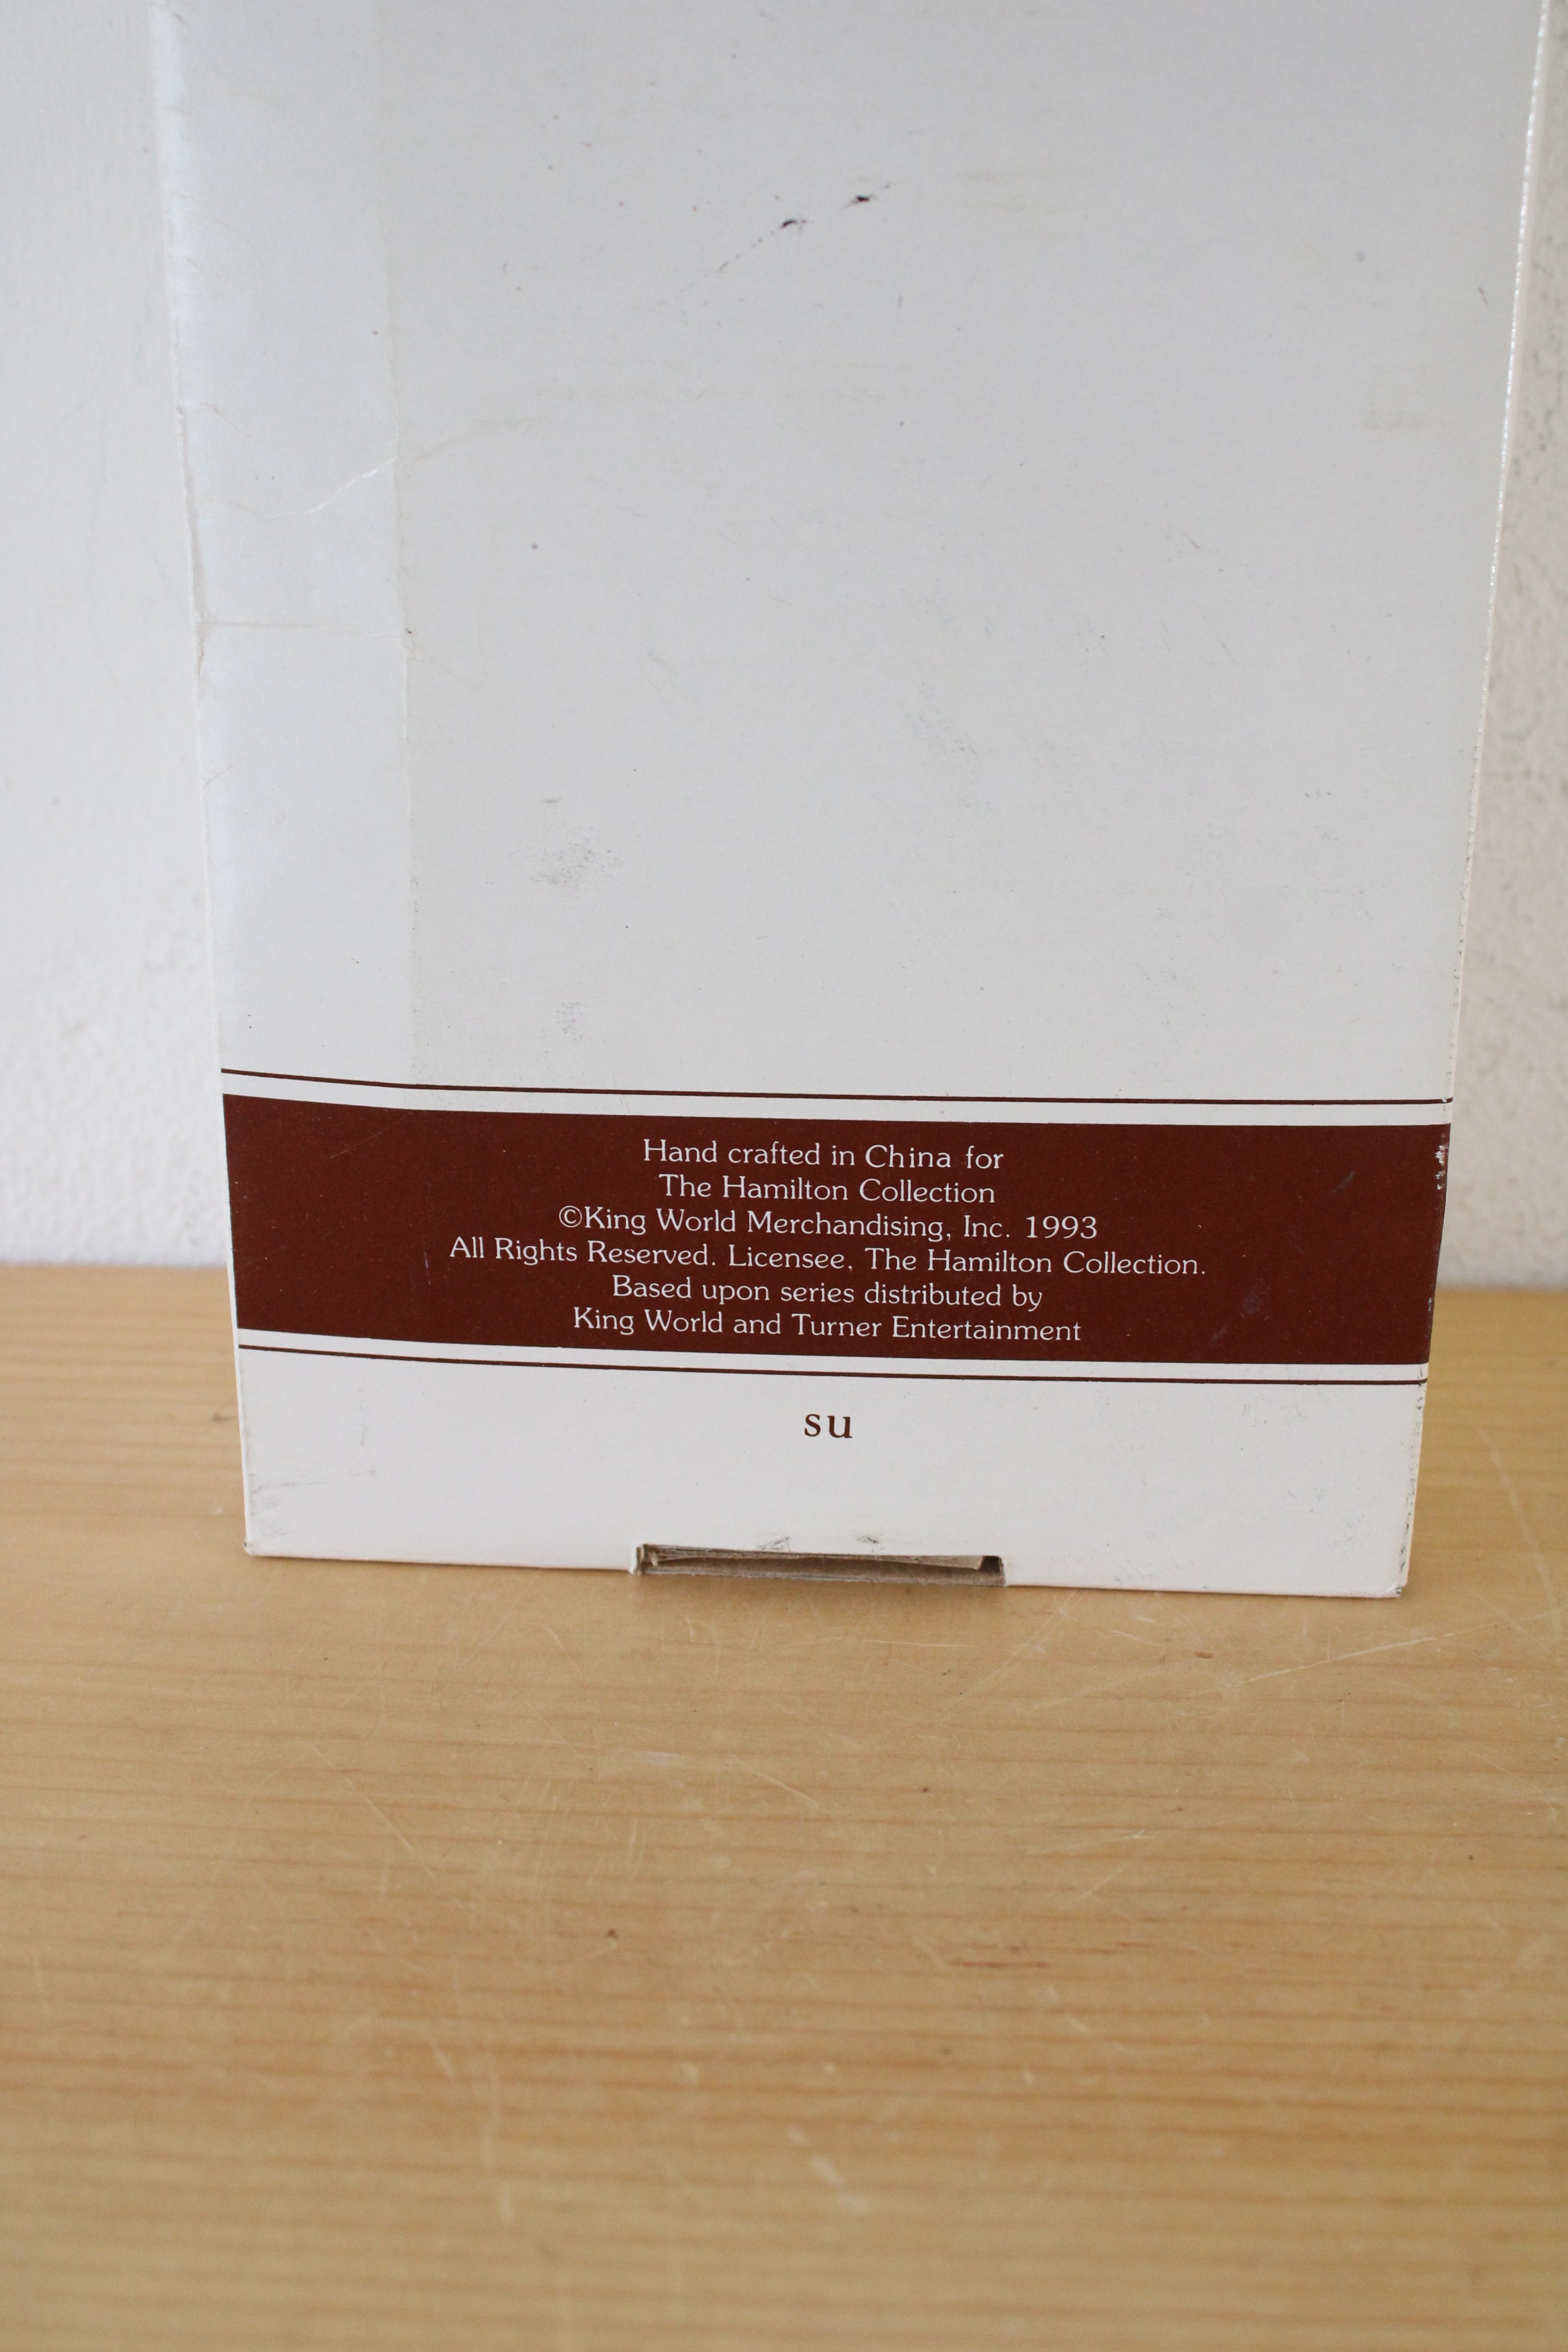 Hand crafted in China for
The Hamilton Collection
©King World Merchandising, Inc. 1993
All Rights Reserved. Licensee, The Hamilton Collection.
Based upon series distributed by
King World and Turner Entertainment
su